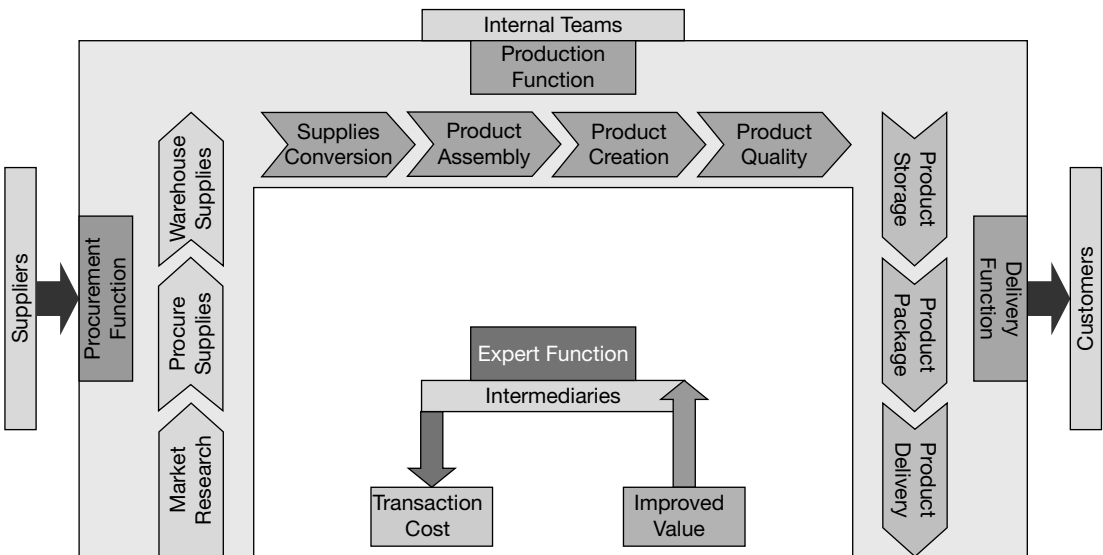 Internal Teams
Production
Function
Supplies
Conversion
Product
Assembly
Product
Creation
Product
Quality
Suppliers
Procurement
Function
Warehouse
Supplies
Procure
Supplies
Market
Research
Expert Function
Intermediaries
Transaction
Cost
Improved
Value
Product
Storage
Product
Package
Product
Delivery
Delivery
Function
Customers